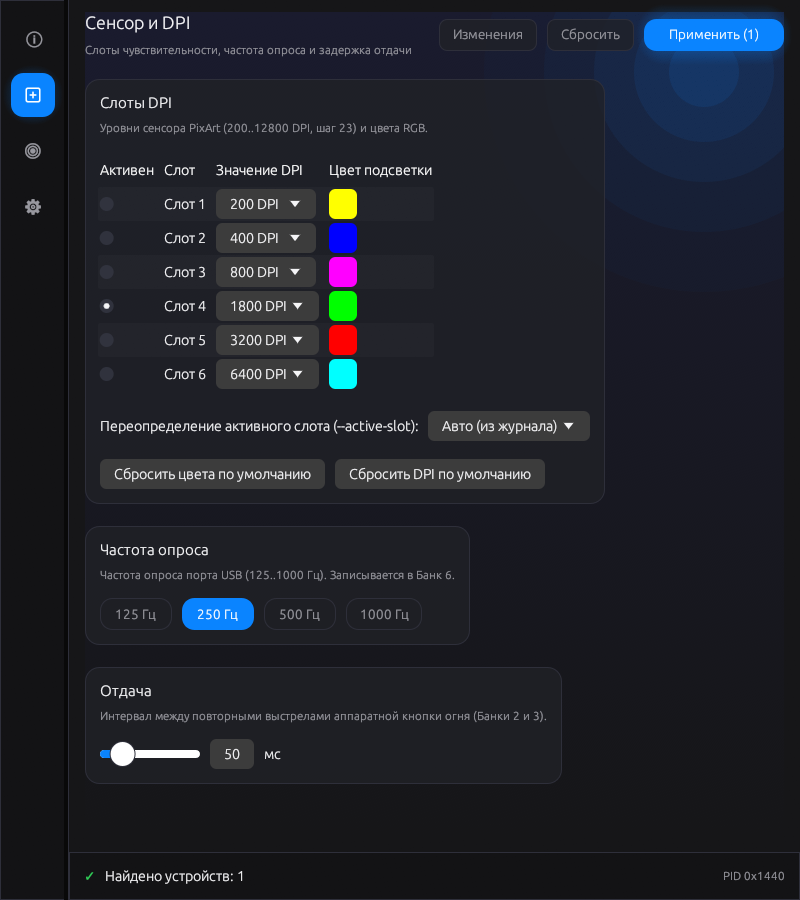 Сенсор и DPI
Слоты чувствительности, частота опроса и задержка отдачи
Изменения
Сбросить
Применить (1)
Слоты DPI
Уровни сенсора PixArt (200..12800 DPI, шаг 23) и цвета RGB.
Активен Слот Значение DPI Цвет подсветки
Слот 1 200 DPI
Слот 2 400 DPI
Слот 3 800 DPI
Слот 4 1800 DPI
Слот 5 3200 DPI
Слот 6 6400 DPI
Переопределение активного слота (--active-slot): Авто (из журнала)
Сбросить цвета по умолчанию Сбросить DPI по умолчанию
Частота опроса
Частота опроса порта USB (125..1000 Гц). Записывается в Банк 6.
125 Гц 250 Гц 500 Гц 1000 Гц
Отдача
Интервал между повторными выстрелами аппаратной кнопки огня (Банки 2 и 3).
50 мс
✓ Найдено устройств: 1
PID 0x1440